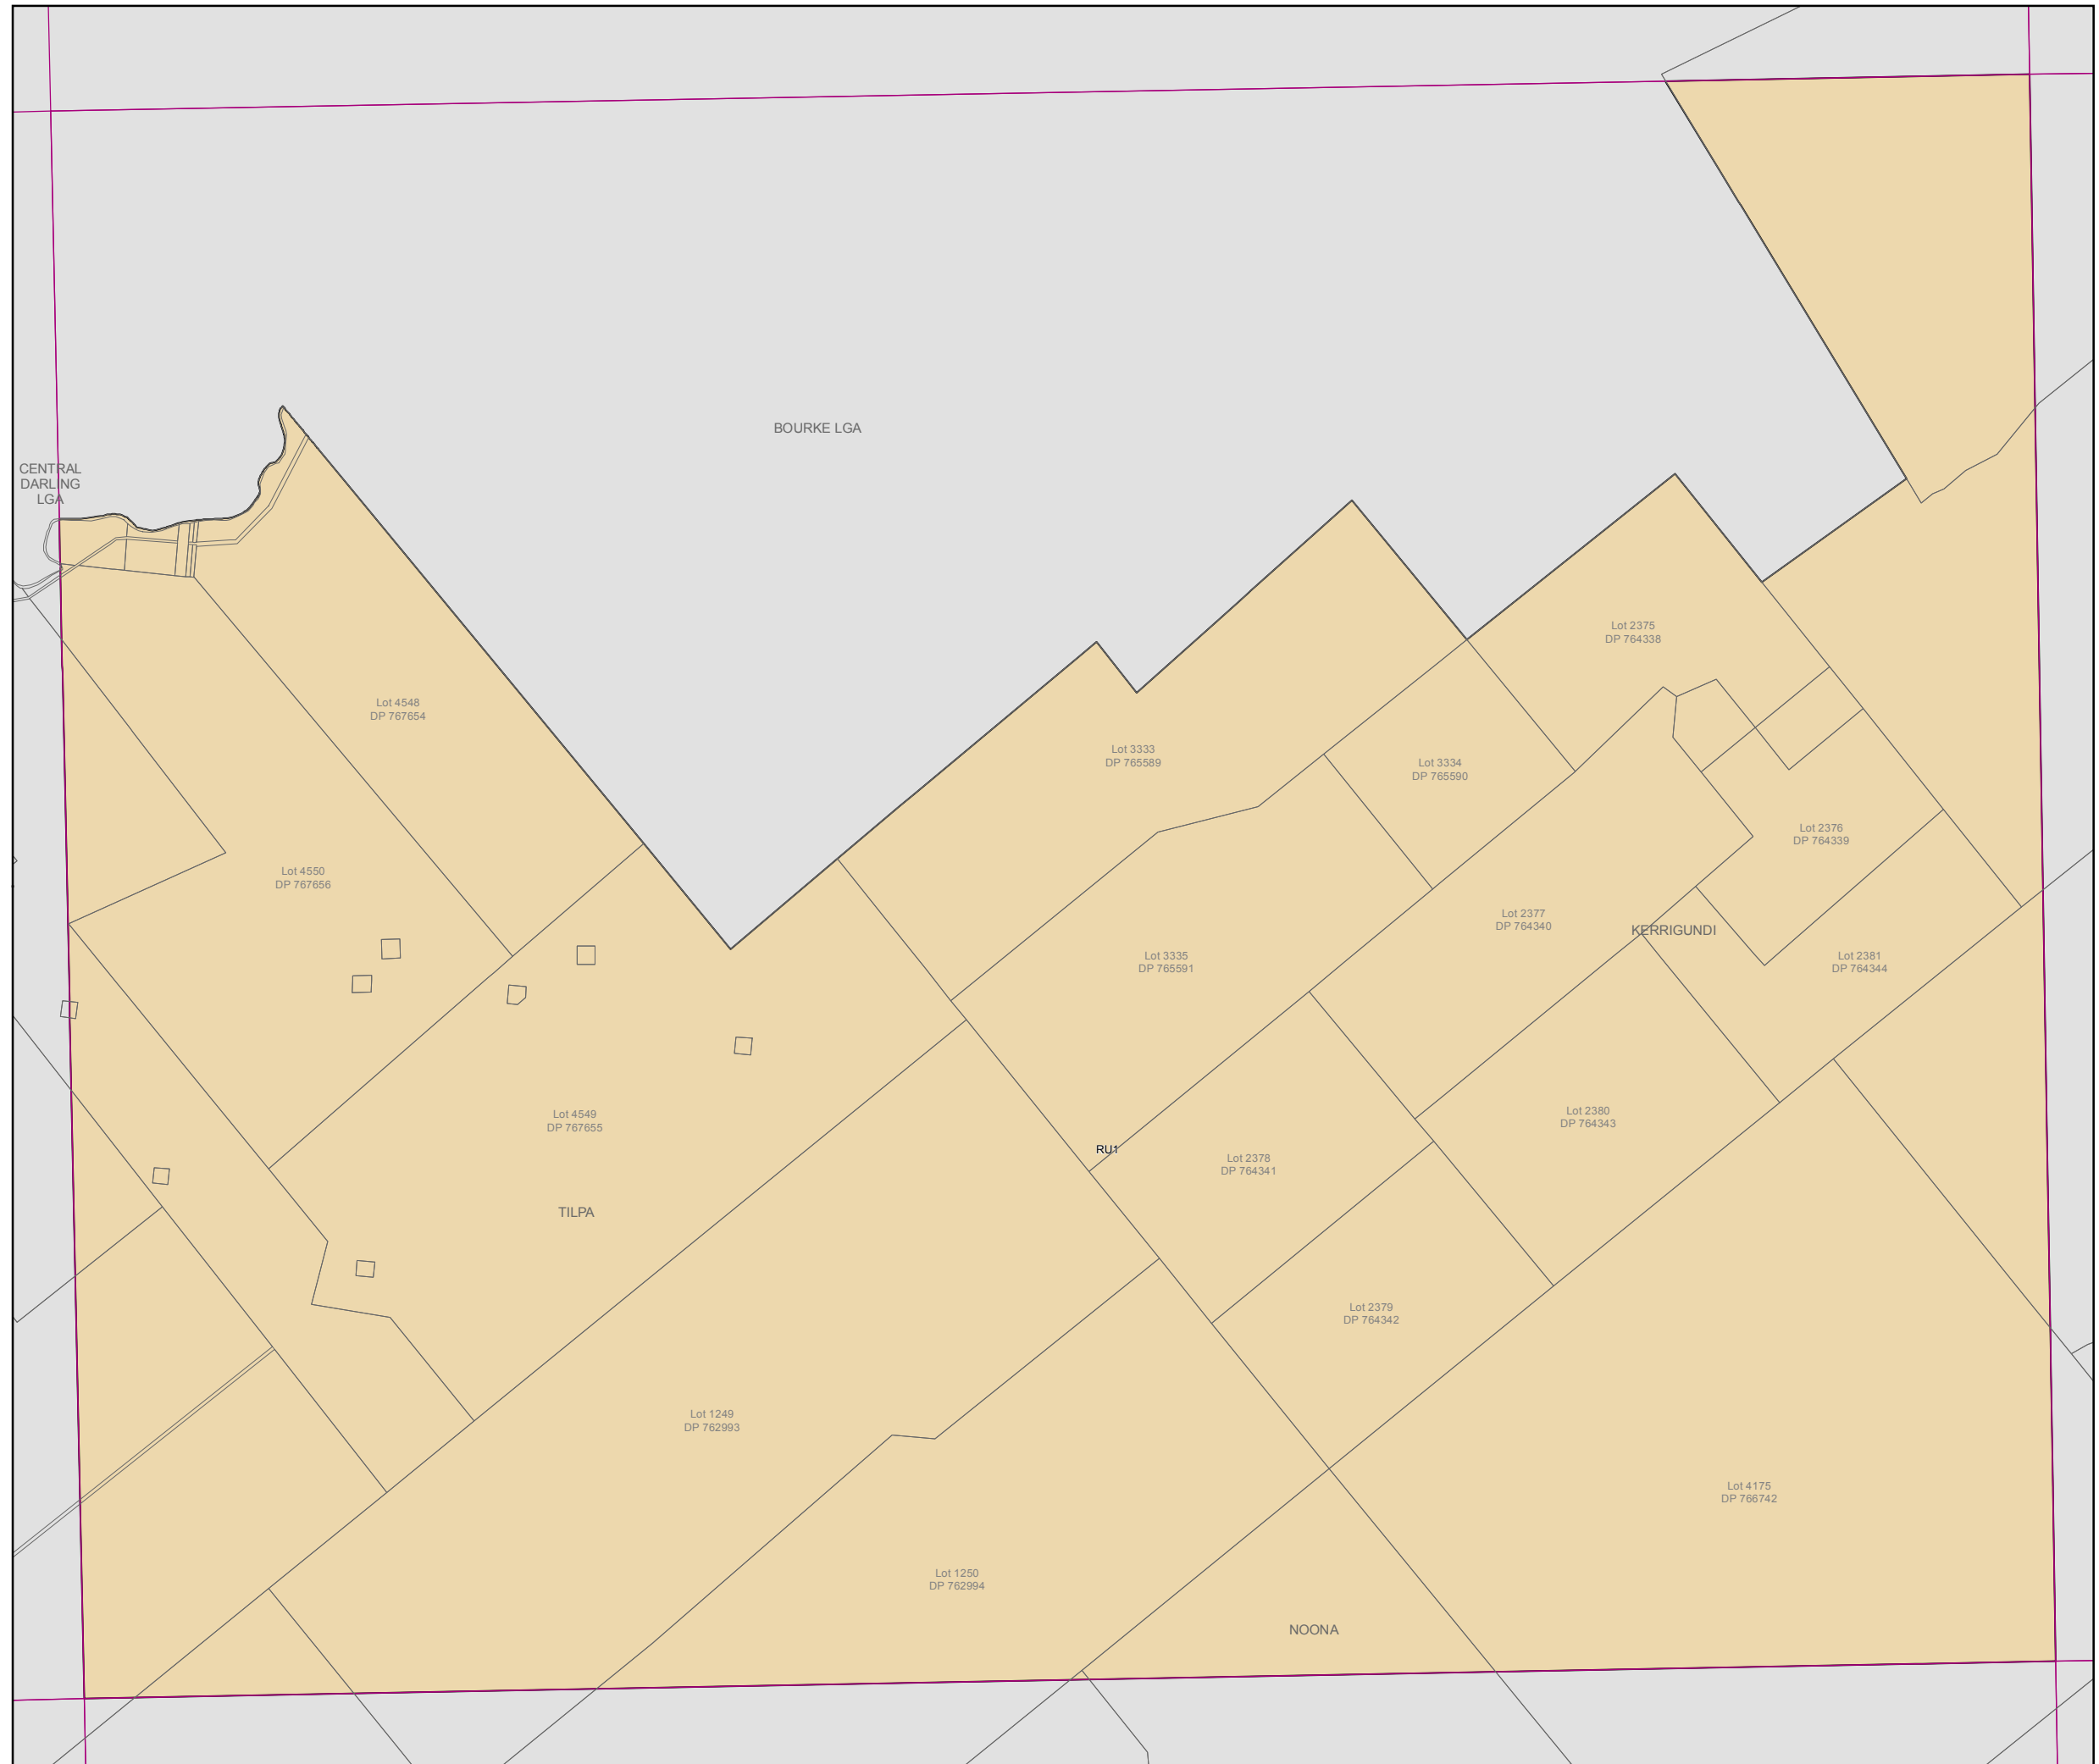 BOURKE LGA
CENTRAL
DARLING
LGA
Lot 2375
DP 764338
Lot 4548
DP 767654
Lot 3333
DP 765589
Lot 3334
DP 765590
Lot 2376
DP 764339
Lot 4550
DP 767656
Lot 2377
DP 764340
KERRIGUNDI
Lot 3335
DP 765591
Lot 2381
DP 764344
Lot 4549
DP 767655
Lot 2380
DP 764343
RU1
Lot 2378
DP 764341
TILPA
Lot 2379
DP 764342
Lot 1249
DP 762993
Lot 4175
DP 766742
Lot 1250
DP 762994
NOONA